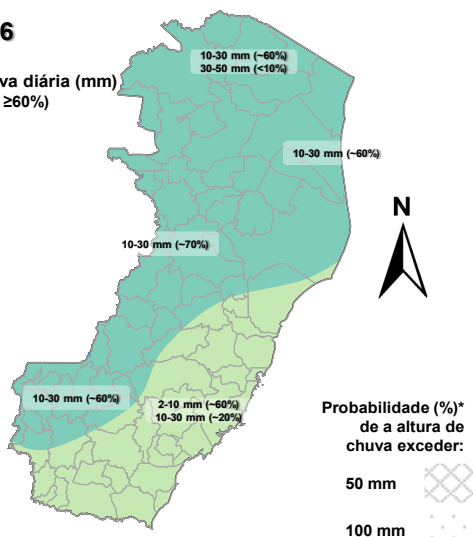 6
va diária (mm)
≥60%)
10-30 mm (~60%)
30-50 mm (<10%)
10-30 mm (~60%)
N
10-30 mm (~70%)
10-30 mm (~60%)
2-10 mm (~60%)
10-30 mm (~20%)
Probabilidade (%)*
de a altura de
chuva exceder:
50 mm
100 mm